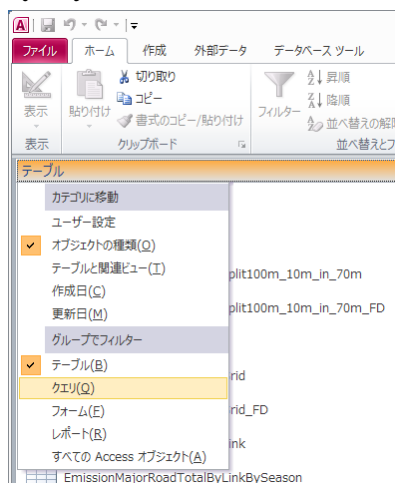 A
ファイル ホーム 作成 外部データ データベース ツール
表示 貼り付け 切り取り コピー 書式のコピー/貼り付け フィルター 昇順 降順 並べ替えの解除
表示 クリップボード 並べ替えとフ
テーブル
カテゴリに移動
ユーザー設定
オブジェクトの種類(O)
テーブルと関連ビュー(T)
plit100m_10m_in_70m
作成日(C)
更新日(M)
plit100m_10m_in_70m_FD
グループでフィルター
テーブル(B)
rid
クエリ(Q)
フォーム(F)
rid_FD
レポート(R)
ink
すべての Access オブジェクト(A)
EmissionMajorRoadTotalByLinkBySeason